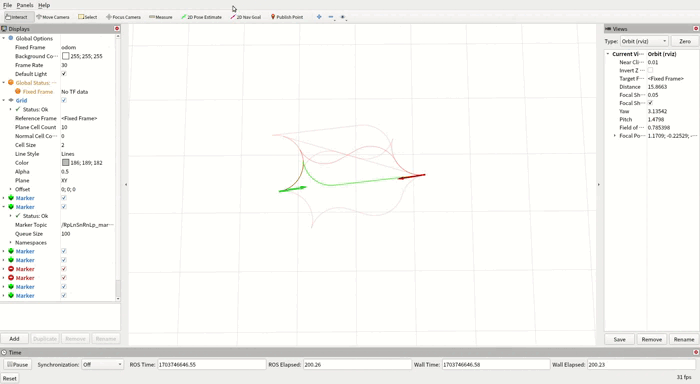 File Panels Help
Interact Move Camera Select Focus Camera Measure 2D Pose Estimate 2D Nav Goal Publish Point
Displays
Global Options
Fixed Frame odom
Background Co··· 255; 255; 255
Frame Rate 30
Default Light
Global Status: ···
Fixed Frame No TF data
Grid
Status: Ok
Reference Frame <Fixed Frame>
Plane Cell Count 10
Normal Cell Co··· 0
Cell Size 2
Line Style Lines
Color 186; 189; 182
Alpha 0.5
Plane XY
Offset 0; 0; 0
Marker
Marker
Status: Ok
Marker Topic /RpLnSnRnLp_mar···
Queue Size 100
Namespaces
Marker
Marker
Marker
Marker
Marker
Marker
Add Duplicate Remove Rename
Views
Type: Orbit (rviz) Zero
Current Vi··· Orbit (rviz)
Near Cli··· 0.01
Invert Z ···
Target F··· <Fixed Frame>
Distance 15.8663
Focal Sh··· 0.05
Focal Sh···
Yaw 3.13542
Pitch 1.4798
Field of ··· 0.785398
Focal Po··· 1.1709; -0.22529; ···
Save Remove Rename
Time
Pause Synchronization: Off ROS Time: 1703746646.55 ROS Elapsed: 200.26 Wall Time: 1703746646.58 Wall Elapsed: 200.23
Reset 31 fps